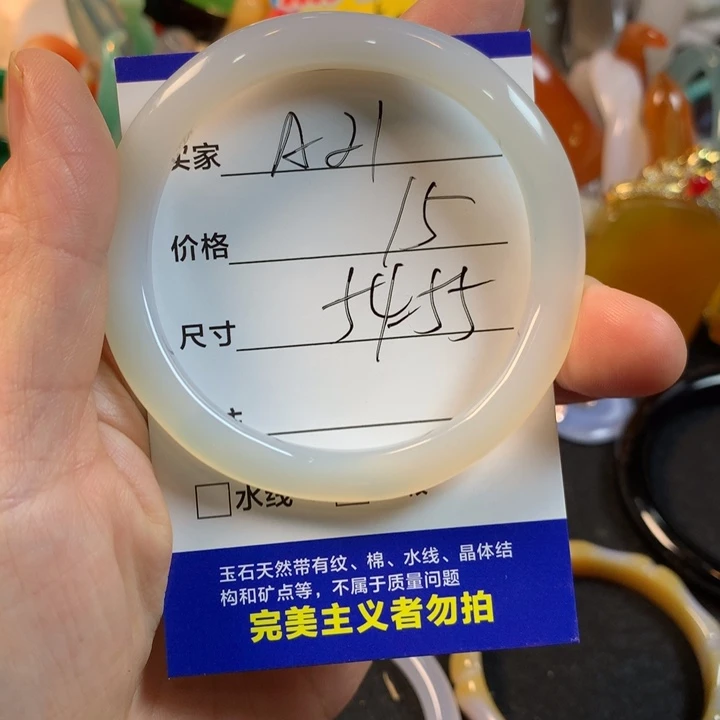 买家 A21
价格 15
尺寸 54-55
水线
玉石天然带有纹、棉、水线、晶体结
构和矿点等，不属于质量问题
完美主义者勿拍